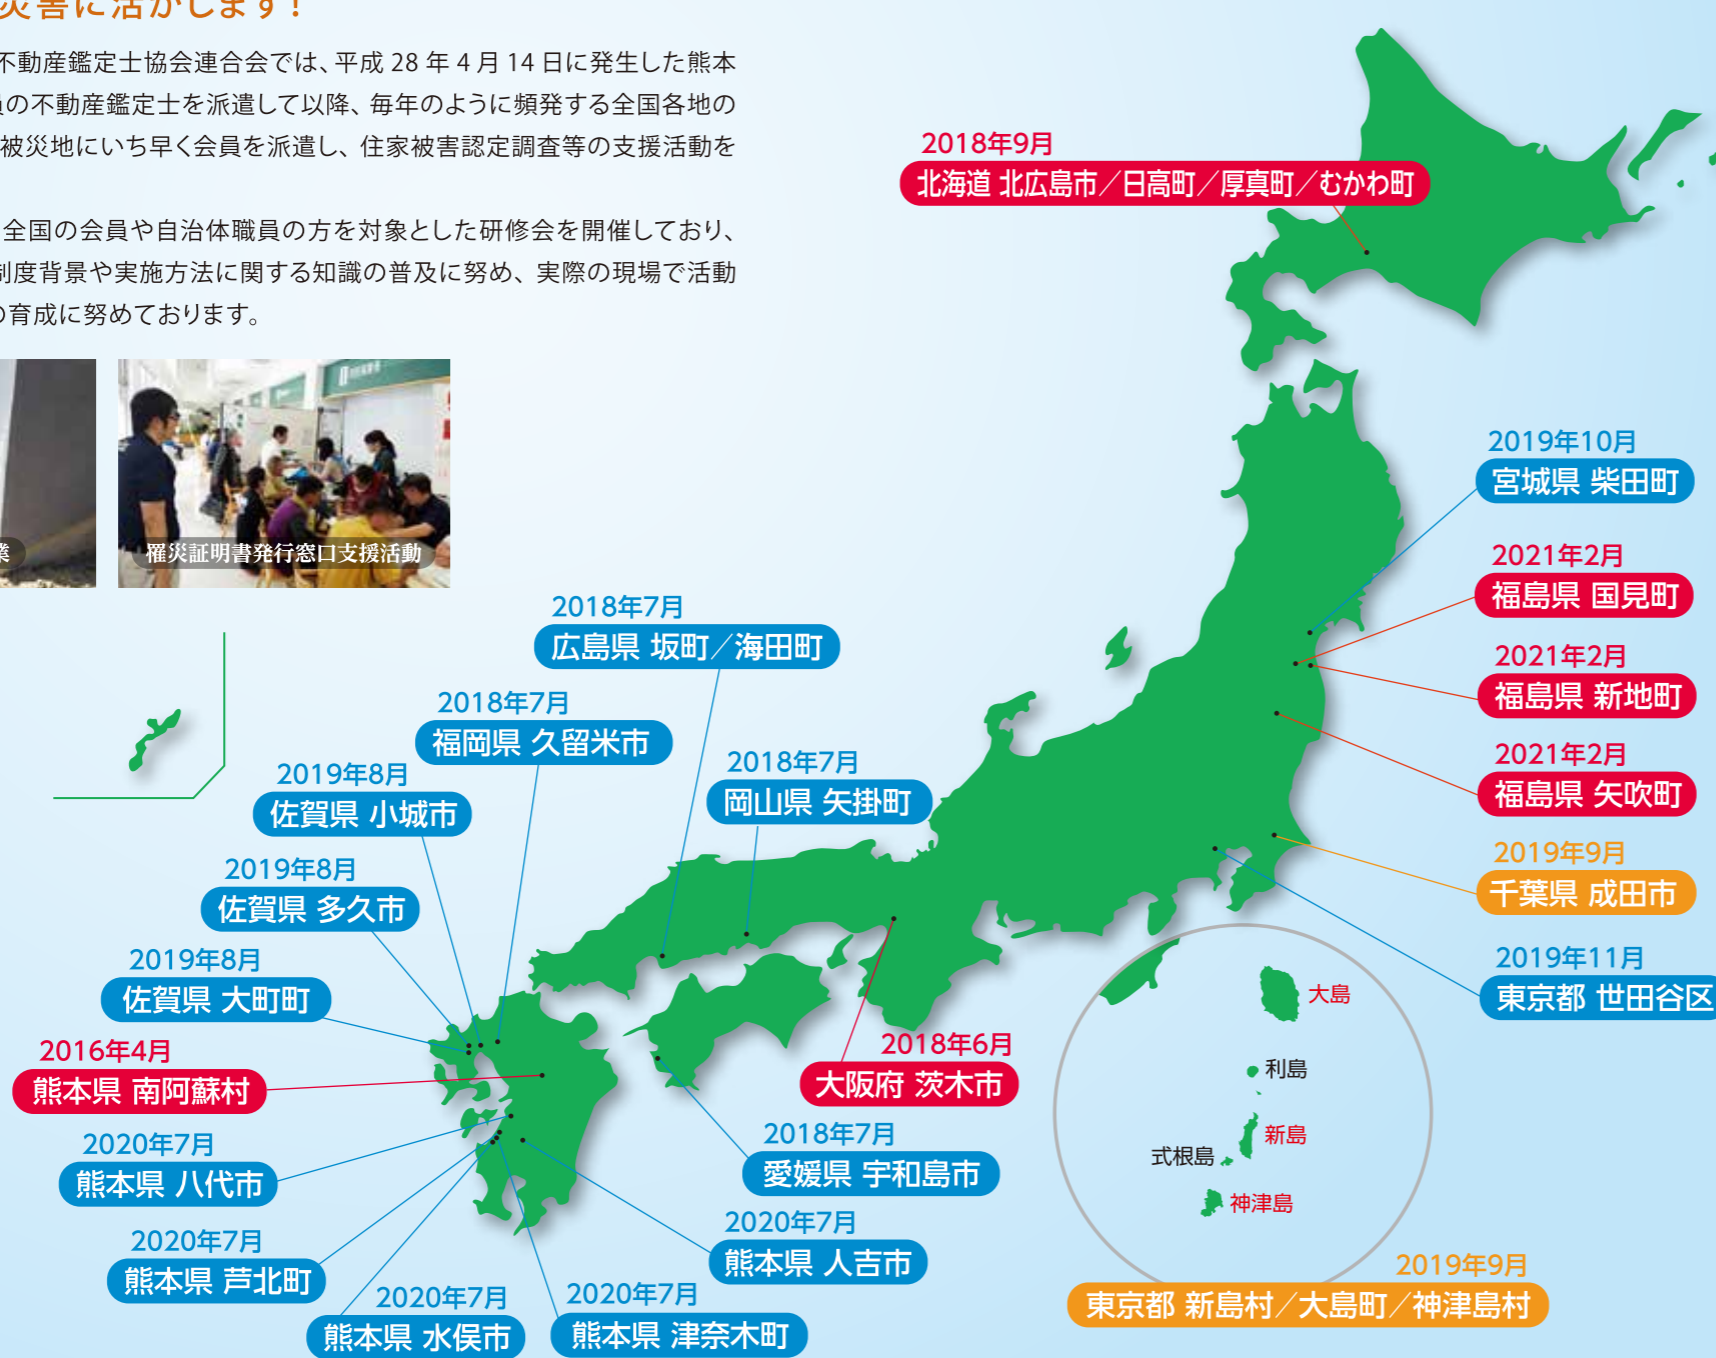 災害に活かします！
不動産鑑定士協会連合会では、平成 28 年 4 月 14 日に発生した熊本
員の不動産鑑定士を派遣して以降、毎年のように頻発する全国各地の
被災地にいち早く会員を派遣し、住家被害認定調査等の支援活動を
全国の会員や自治体職員の方を対象とした研修会を開催しており、
制度背景や実施方法に関する知識の普及に努め、実際の現場で活動
の育成に努めております。
業
罹災証明書発行窓口支援活動
2018年9月
北海道 北広島市／日高町／厚真町／むかわ町
2019年10月
宮城県 柴田町
2021年2月
福島県 国見町
2021年2月
福島県 新地町
2021年2月
福島県 矢吹町
2019年9月
千葉県 成田市
2019年11月
東京都 世田谷区
2018年7月
広島県 坂町／海田町
2018年7月
福岡県 久留米市
2018年7月
岡山県 矢掛町
2019年8月
佐賀県 小城市
2019年8月
佐賀県 多久市
2019年8月
佐賀県 大町町
2016年4月
熊本県 南阿蘇村
2018年6月
大阪府 茨木市
2020年7月
熊本県 八代市
2018年7月
愛媛県 宇和島市
2020年7月
熊本県 芦北町
2020年7月
熊本県 人吉市
2020年7月
熊本県 水俣市
2020年7月
熊本県 津奈木町
大島
利島
新島
式根島
神津島
2019年9月
東京都 新島村／大島町／神津島村